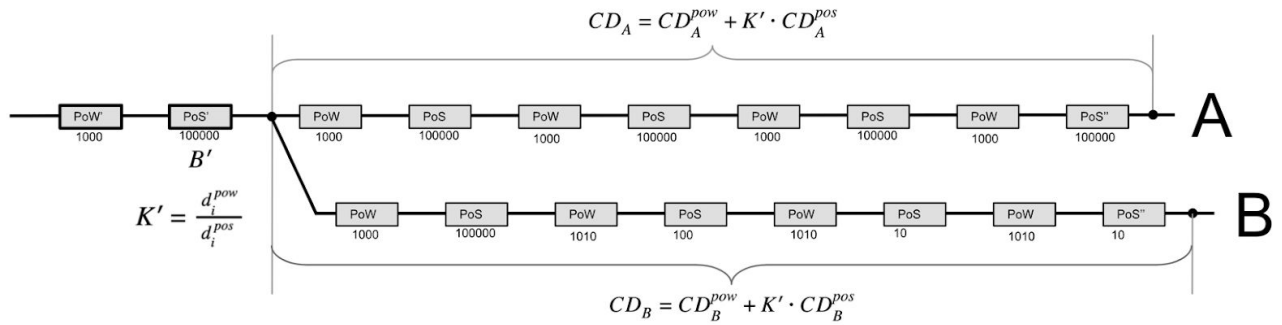 CD_A = CD_A^{pow} + K' · CD_A^{pos}
PoW' PoS' PoW PoS PoW PoS PoW PoS PoW PoS" A
1000 100000 1000 100000 1000 100000 1000 100000 1000 100000
B'
K' = \frac{d_i^{pow}}{d_i^{pos}}
PoW PoS PoW PoS PoW PoS PoW PoS" B
1000 100000 1010 100 1010 10 1010 10
CD_B = CD_B^{pow} + K' · CD_B^{pos}